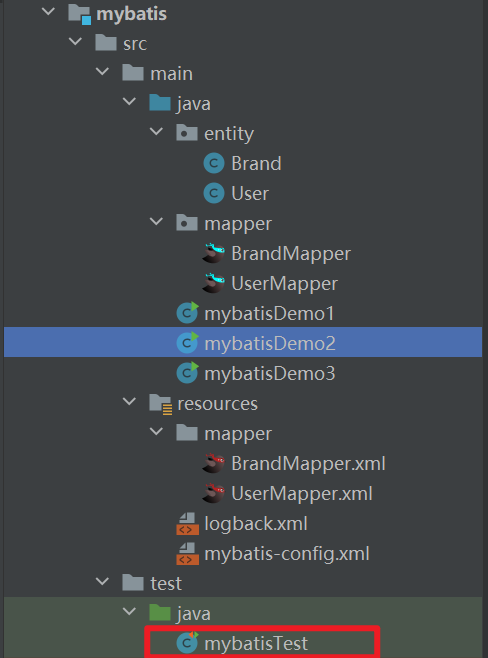 mybatis
src
main
java
entity
Brand
User
mapper
BrandMapper
UserMapper
mybatisDemo1
mybatisDemo2
mybatisDemo3
resources
mapper
BrandMapper.xml
UserMapper.xml
logback.xml
mybatis-config.xml
test
java
mybatisTest